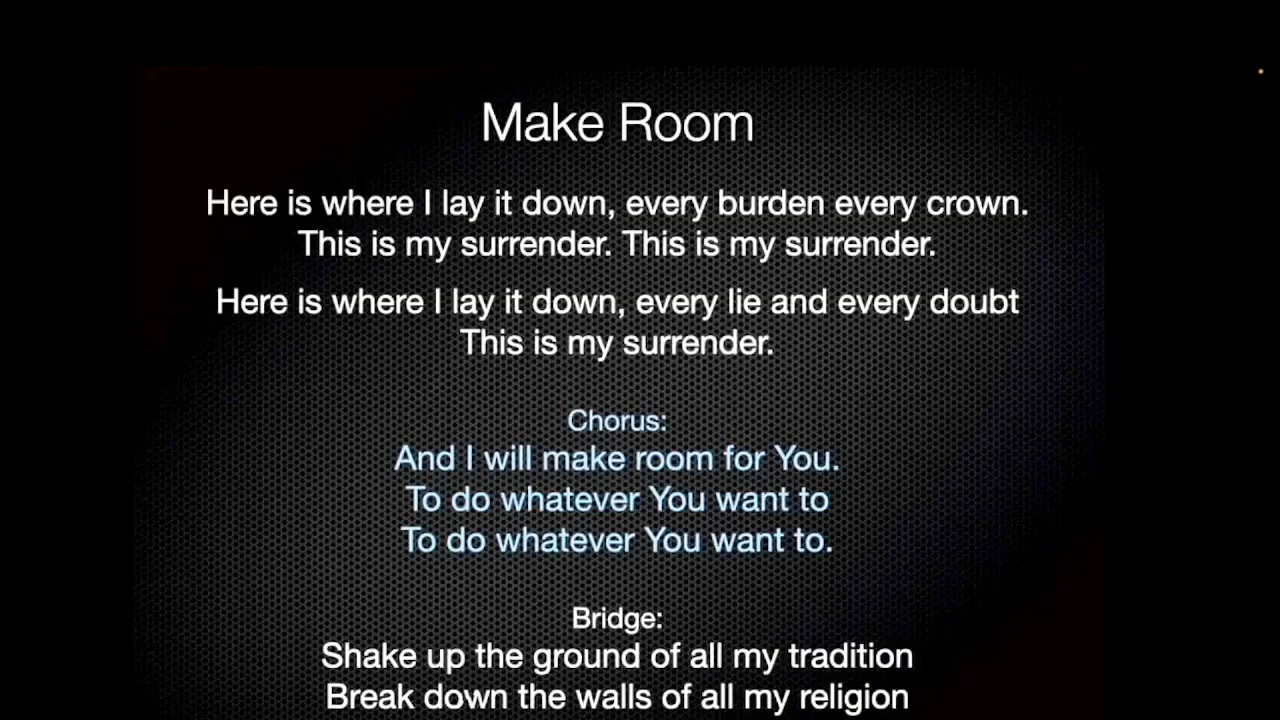 Make Room
Here is where I lay it down, every burden every crown.
This is my surrender. This is my surrender.
Here is where I lay it down, every lie and every doubt
This is my surrender.
Chorus:
And I will make room for You.
To do whatever You want to
To do whatever You want to.
Bridge:
Shake up the ground of all my tradition
Break down the walls of all my religion